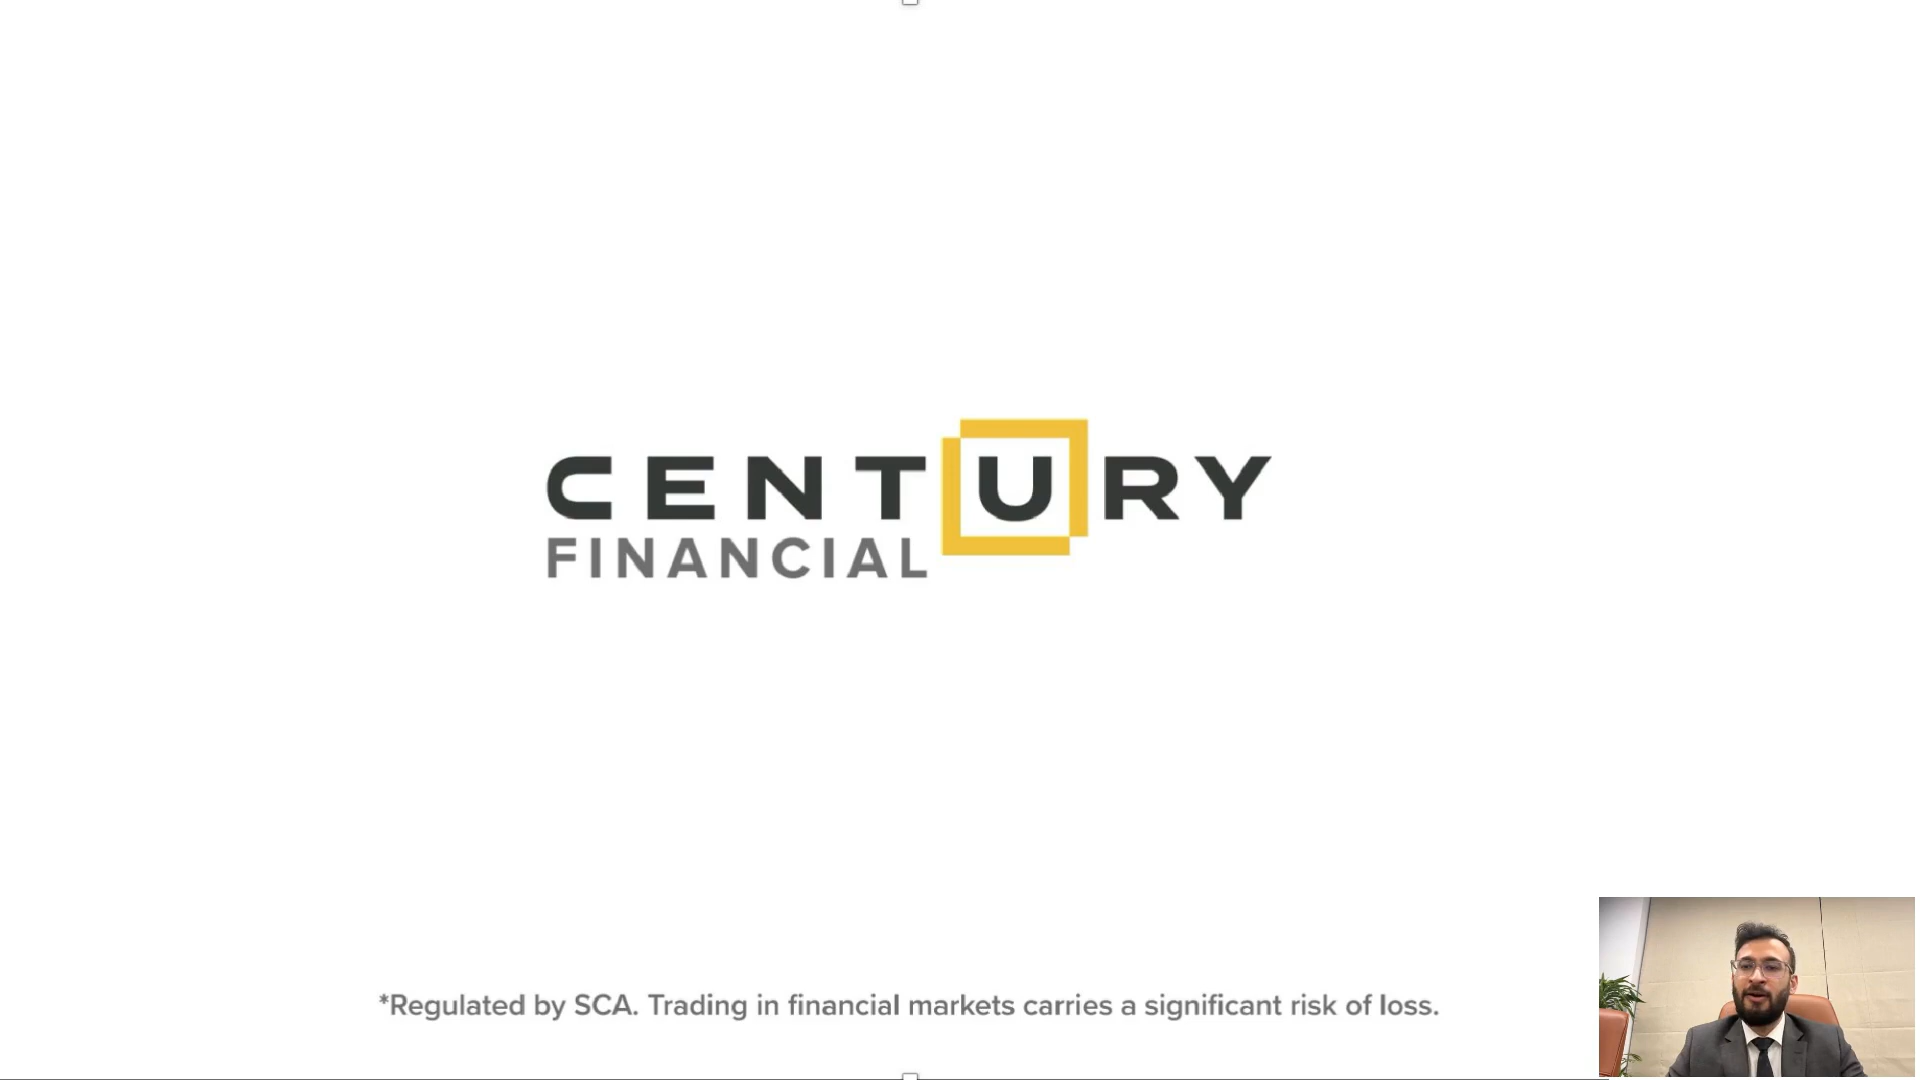 CENTURY
FINANCIAL
*Regulated by SCA. Trading in financial markets carries a significant risk of loss.